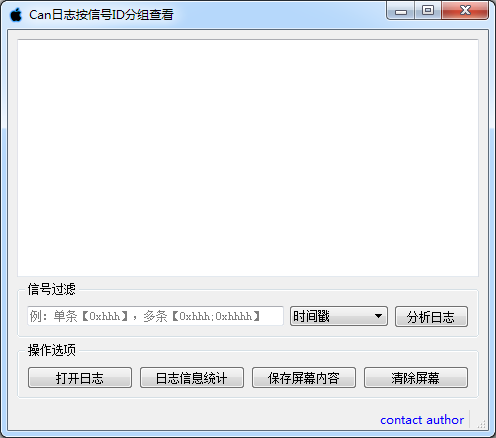 Can日志按信号ID分组查看
信号过滤
例：单条【0xhhh】，多条【0xhhh;0xhhhh】
时间戳
分析日志
操作选项
打开日志
日志信息统计
保存屏幕内容
清除屏幕
contact author